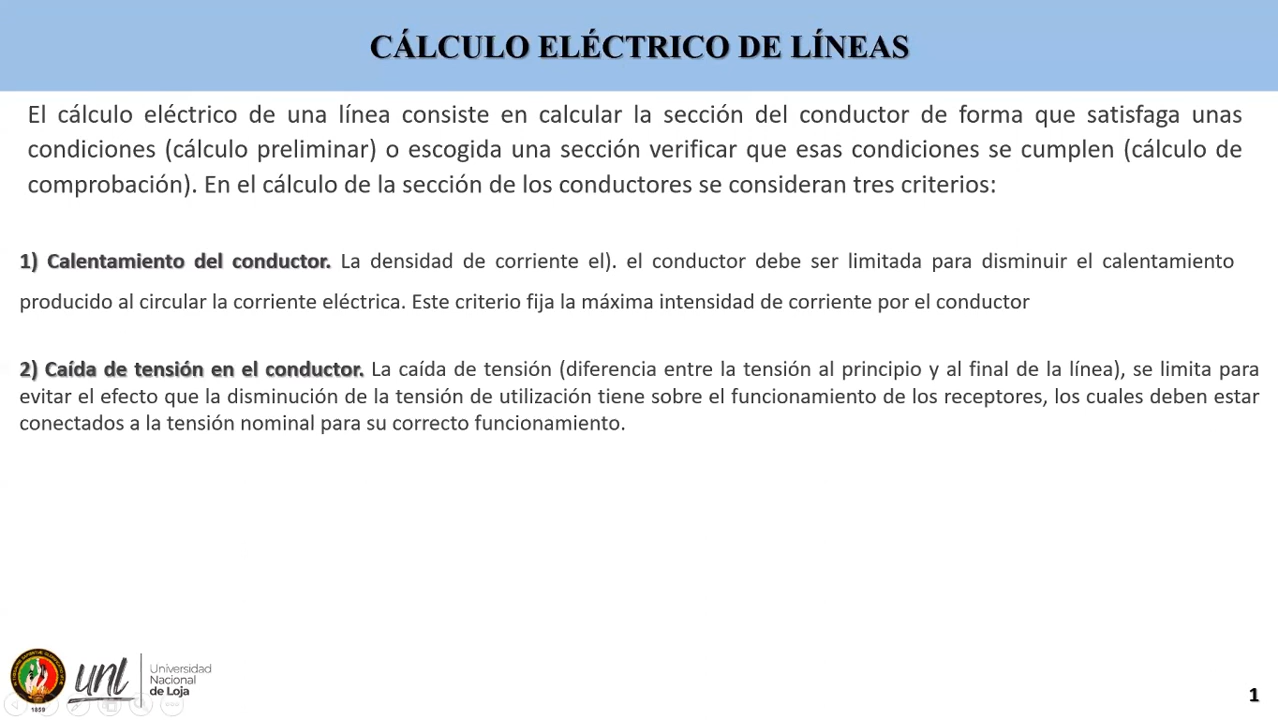 CÁLCULO ELÉCTRICO DE LÍNEAS
El cálculo eléctrico de una línea consiste en calcular la sección del conductor de forma que satisfaga unas
condiciones (cálculo preliminar) o escogida una sección verificar que esas condiciones se cumplen (cálculo de
comprobación). En el cálculo de la sección de los conductores se consideran tres criterios:
1) Calentamiento del conductor. La densidad de corriente el). el conductor debe ser limitada para disminuir el calentamiento
producido al circular la corriente eléctrica. Este criterio fija la máxima intensidad de corriente por el conductor
2) Caída de tensión en el conductor. La caída de tensión (diferencia entre la tensión al principio y al final de la línea), se limita para
evitar el efecto que la disminución de la tensión de utilización tiene sobre el funcionamiento de los receptores, los cuales deben estar
conectados a la tensión nominal para su correcto funcionamiento.
unl
Universidad
Nacional
de Loja
1859
1